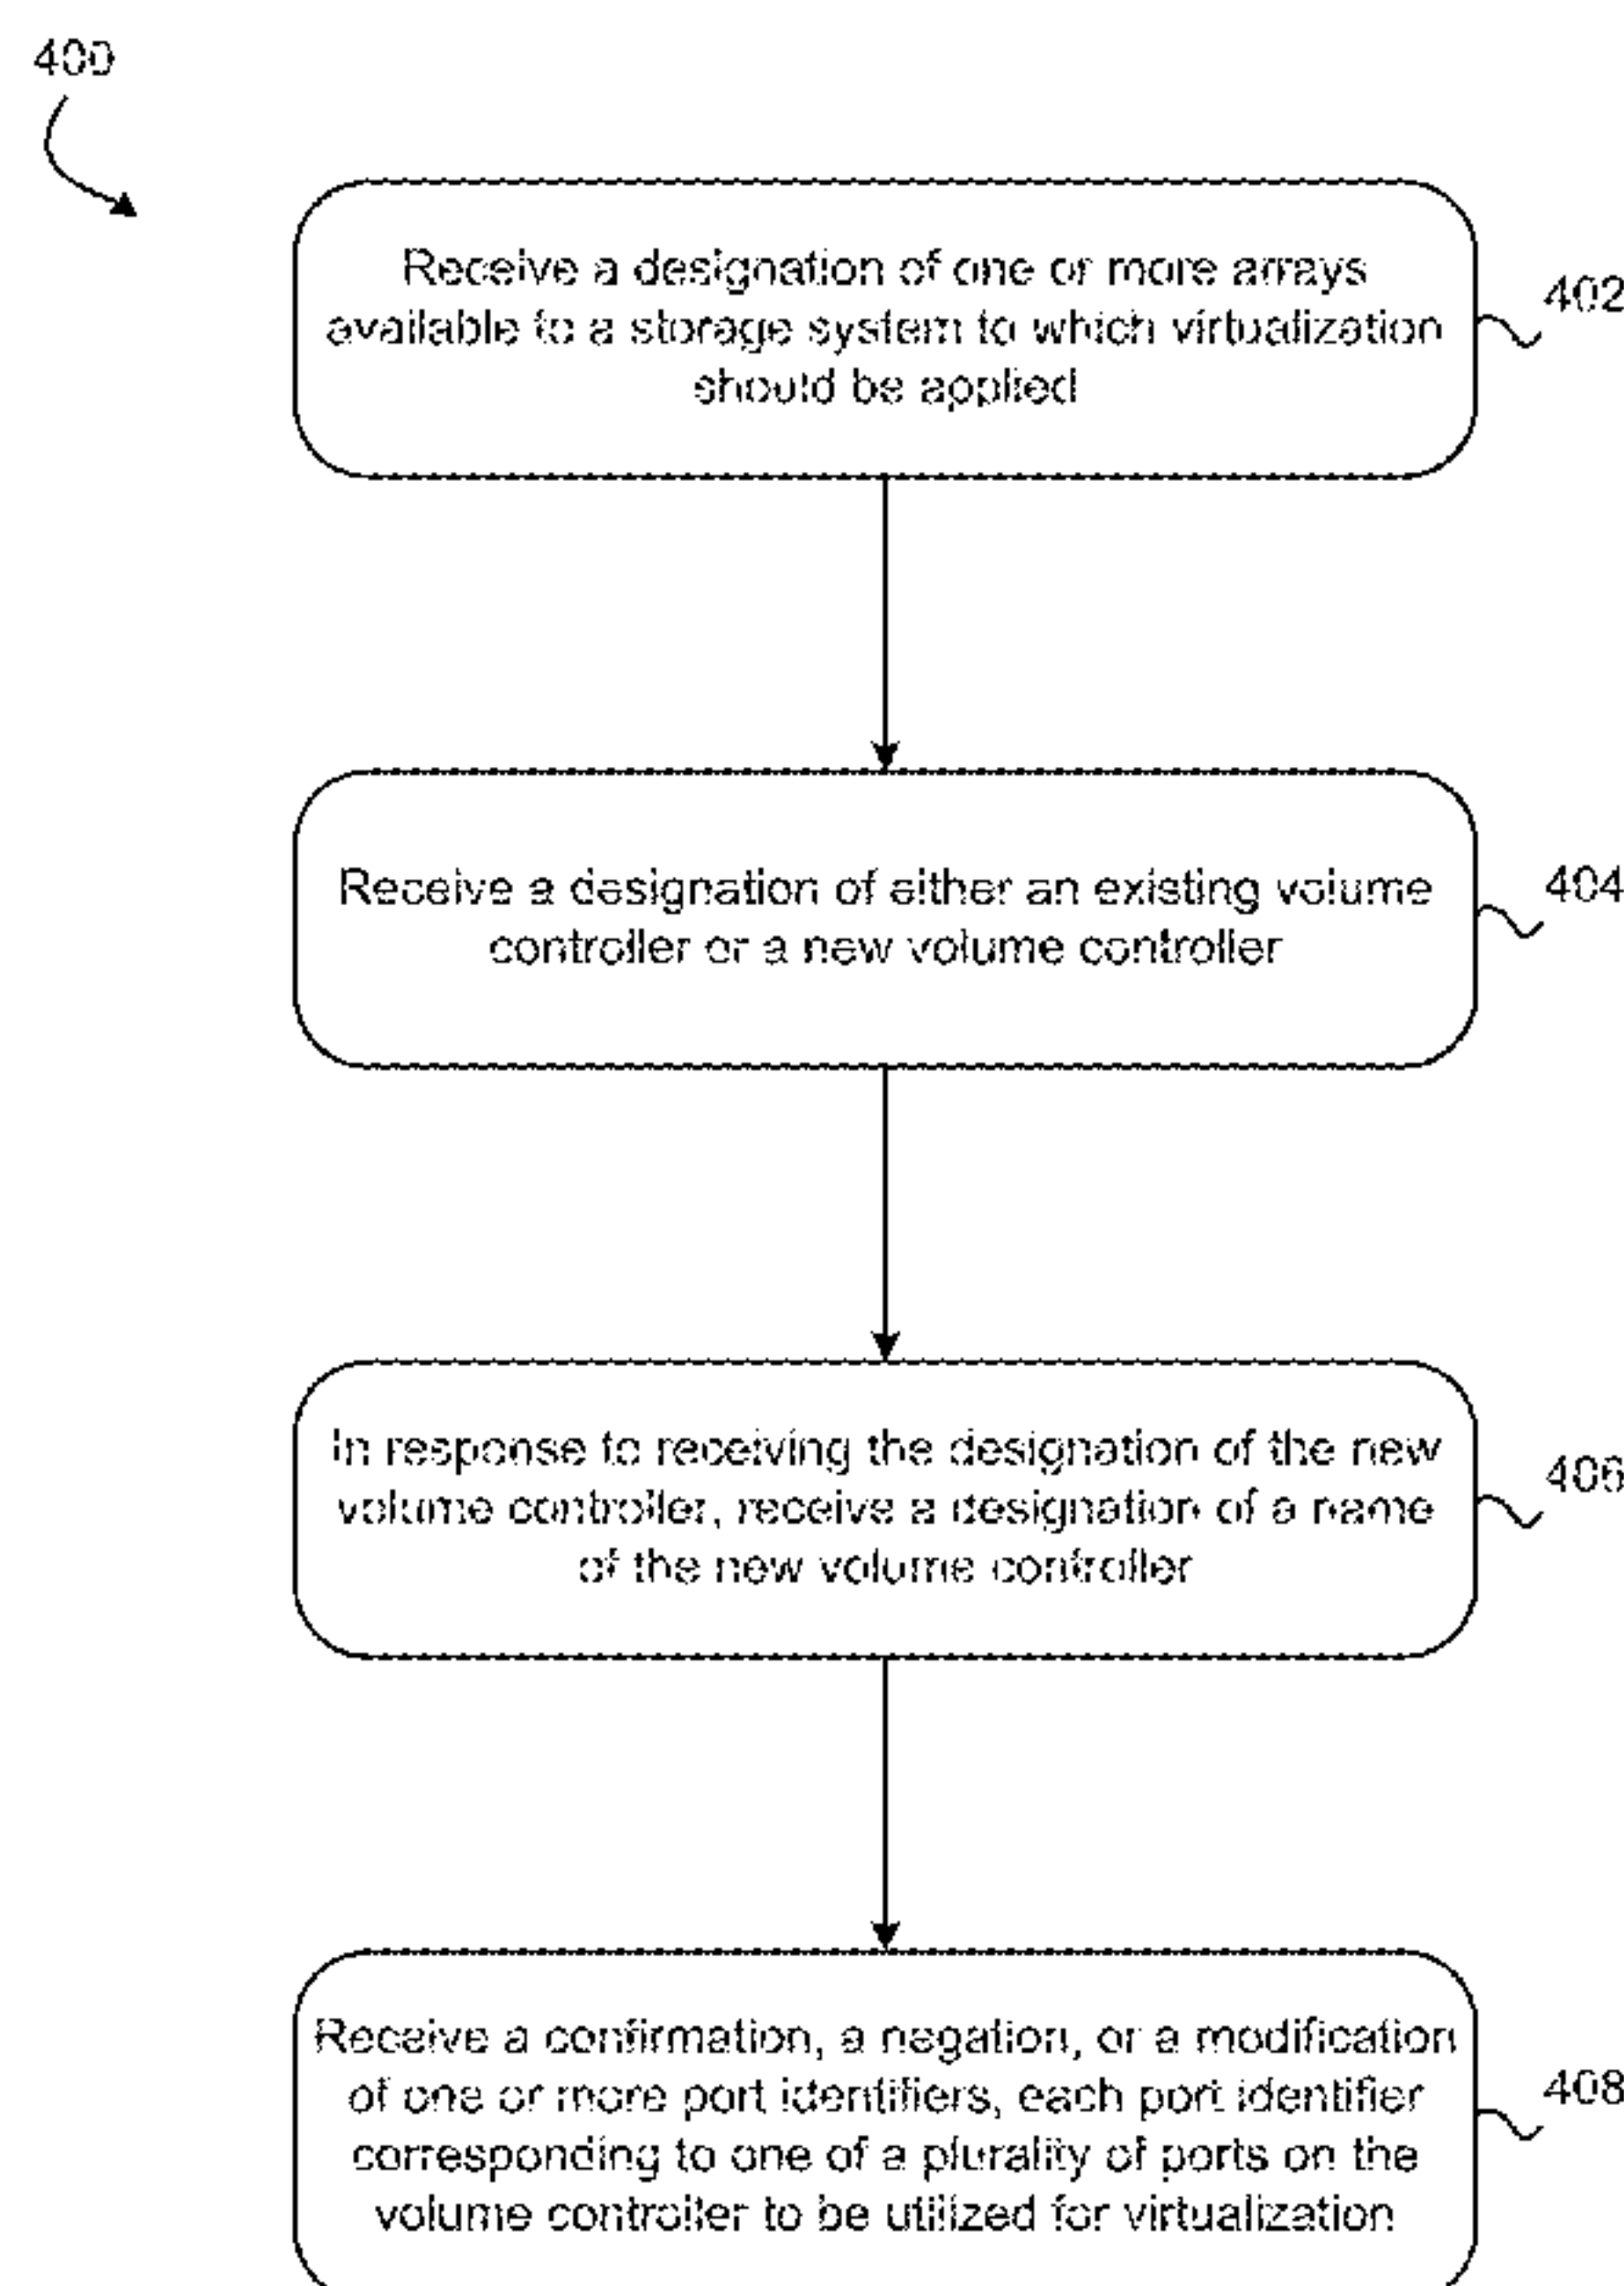 400
Receive a designation of one or more arrays
available to a storage system to which virtualization
should be applied
402
Receive a designation of either an existing volume
controller or a new volume controller
404
In response to receiving the designation of the new
volume controller, receive a designation of a name
of the new volume controller
406
Receive a confirmation, a negation, or a modification
of one or more port identifiers, each port identifier
corresponding to one of a plurality of ports on the
volume controller to be utilized for virtualization
408